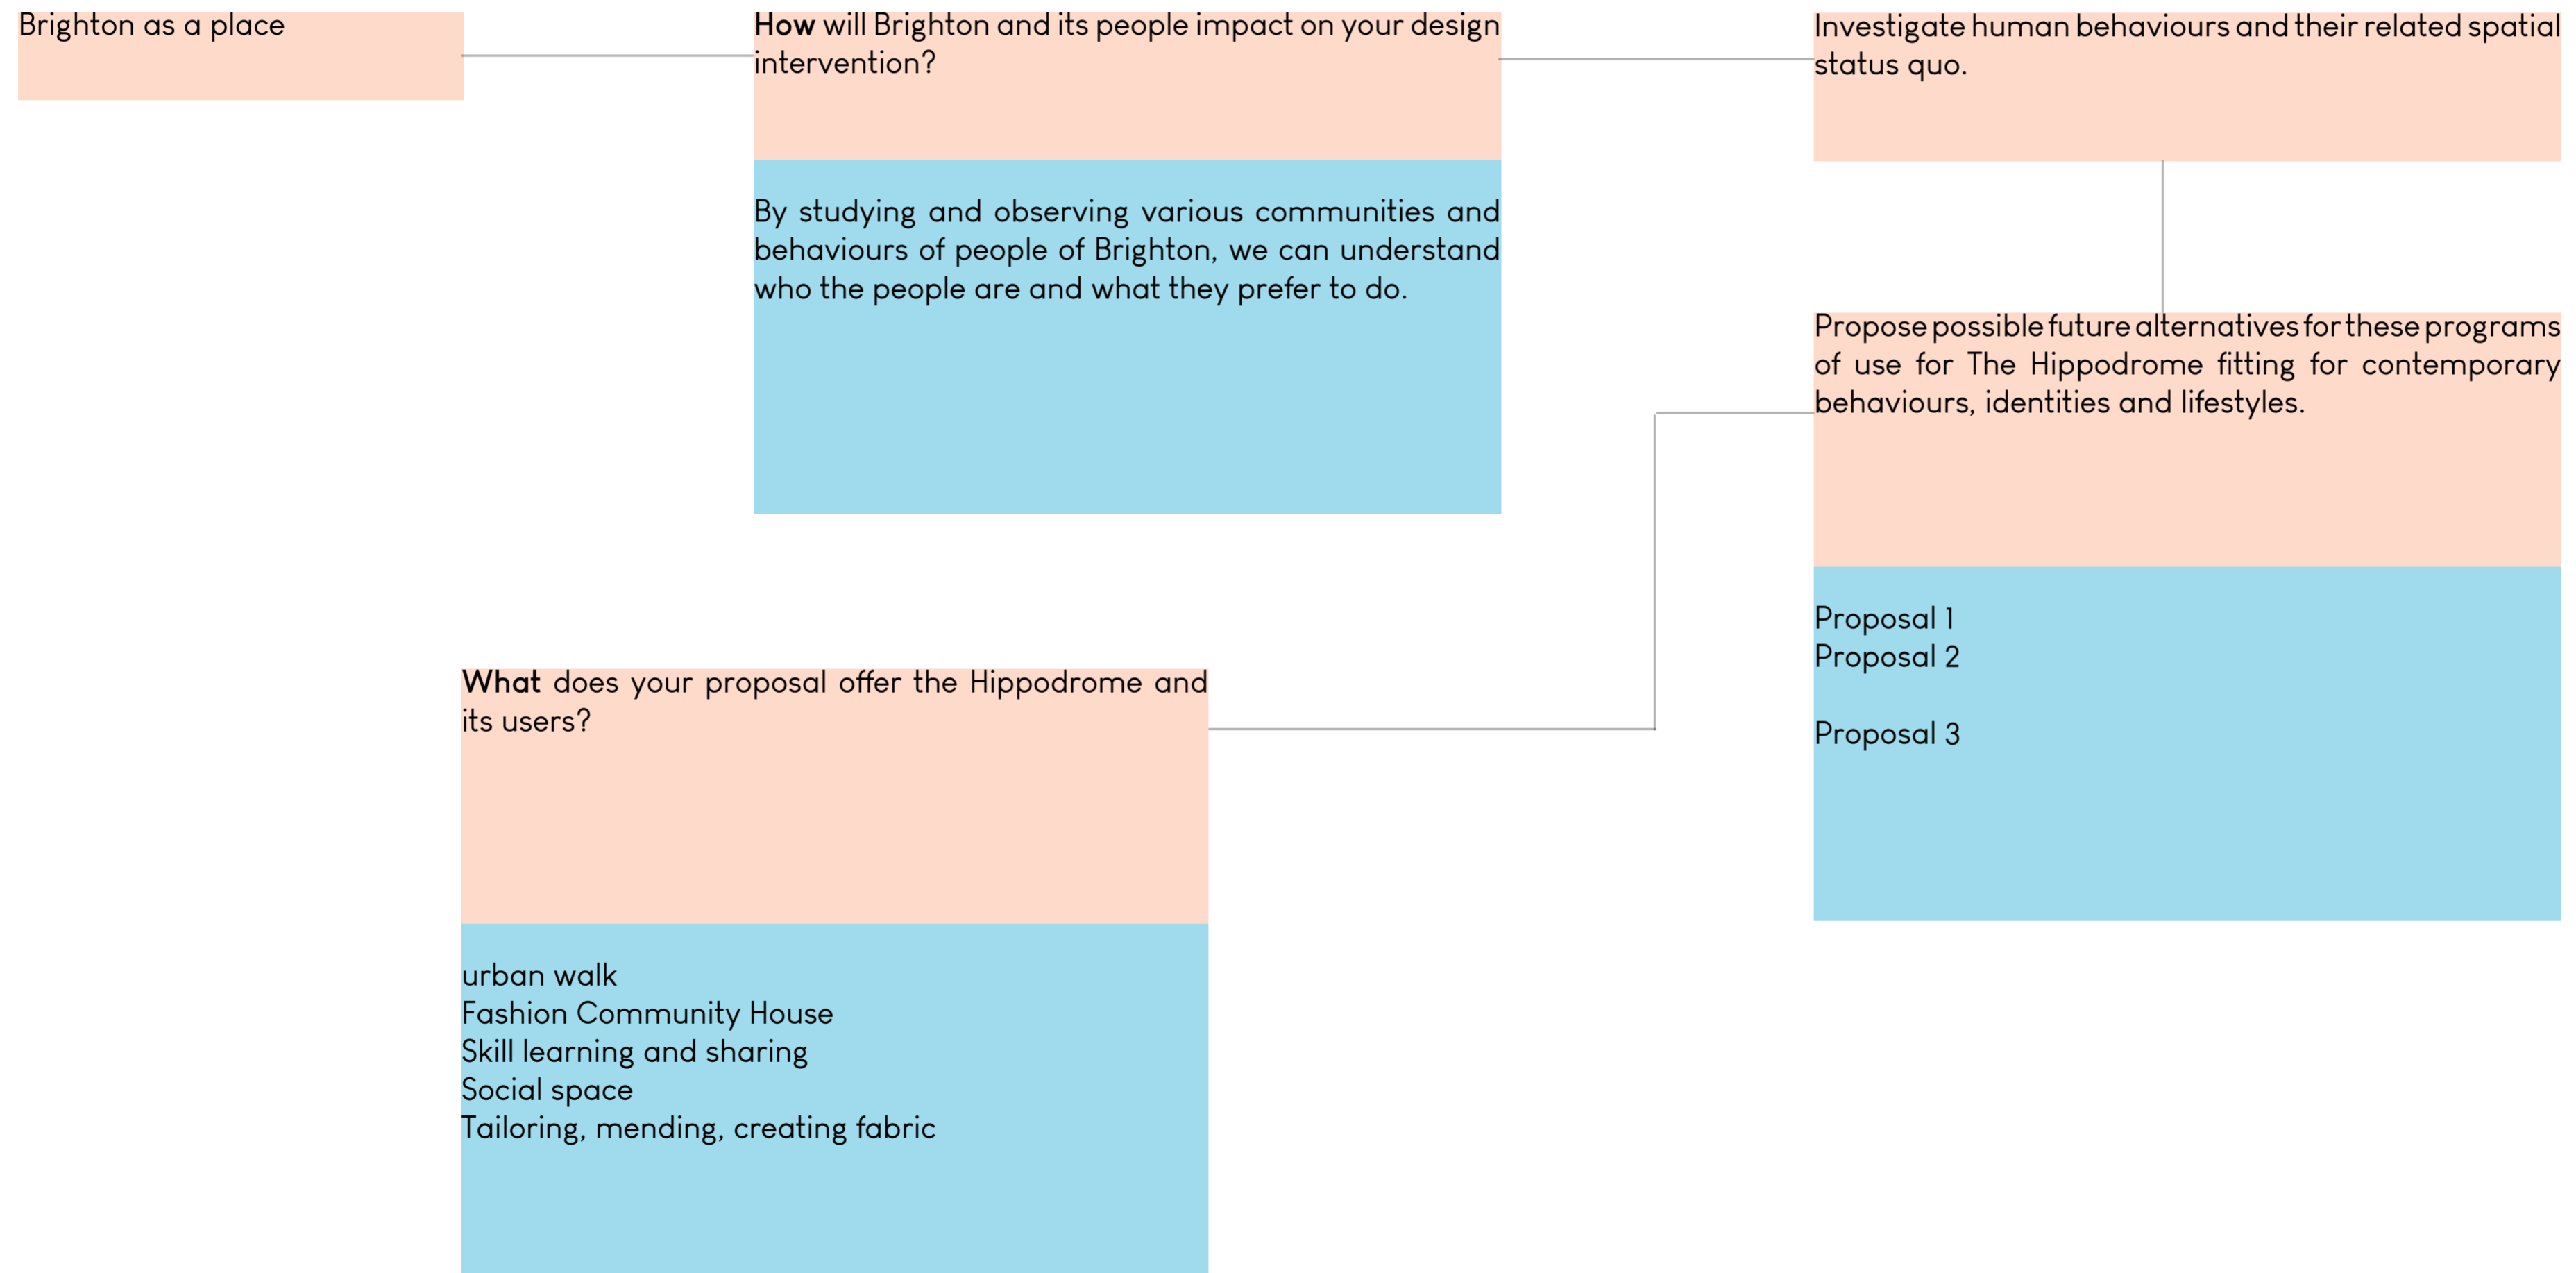 Brighton as a place
How will Brighton and its people impact on your design
intervention?
By studying and observing various communities and
behaviours of people of Brighton, we can understand
who the people are and what they prefer to do.
Investigate human behaviours and their related spatial
status quo.
Propose possible future alternatives for these programs
of use for The Hippodrome fitting for contemporary
behaviours, identities and lifestyles.
Proposal 1
Proposal 2
Proposal 3
What does your proposal offer the Hippodrome and
its users?
urban walk
Fashion Community House
Skill learning and sharing
Social space
Tailoring, mending, creating fabric